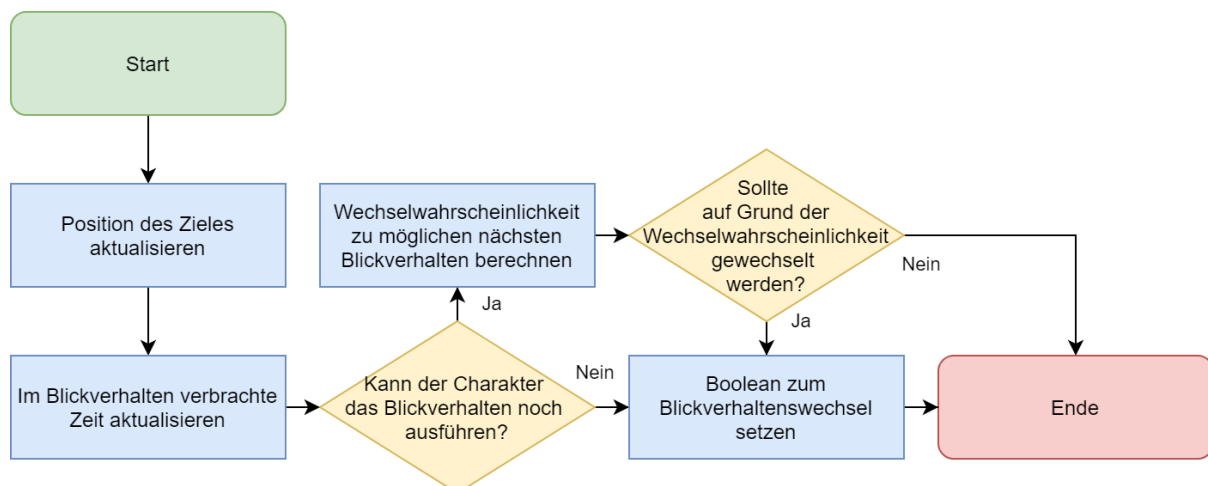 Start
Position des Zieles
aktualisieren
Im Blickverhalten verbrachte
Zeit aktualisieren
Kann der Charakter
das Blickverhalten noch
ausführen?
Ja
Nein
Wechselwahrscheinlichkeit
zu möglichen nächsten
Blickverhalten berechnen
Sollte
auf Grund der
Wechselwahrscheinlichkeit
gewechselt
werden?
Nein
Ja
Boolean zum
Blickverhaltenswechsel
setzen
Ende